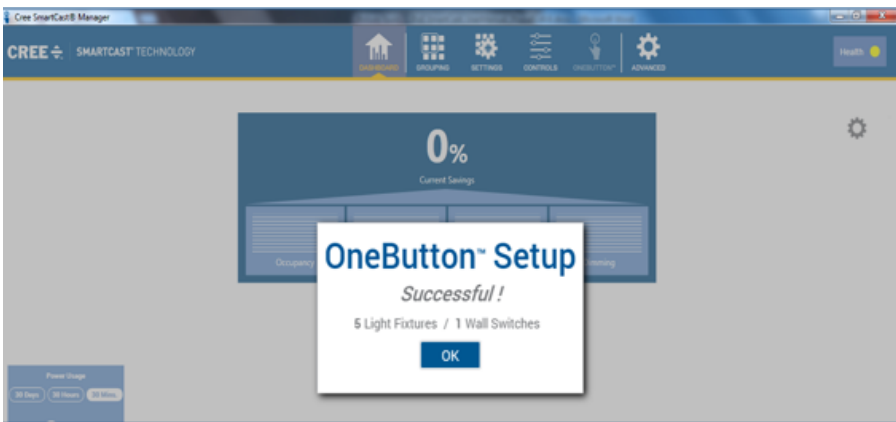 Cree SmartCast® Manager
CREE SMARTCAST® TECHNOLOGY
DASHBOARD GROUPING SETTINGS CONTROLS ONEBUTTON™ ADVANCED
Health
0%
Current Savings
Occupancy
OneButton™ Setup
Successful !
5 Light Fixtures / 1 Wall Switches
OK
Power Usage
30 Days 30 Hours 30 Mins.